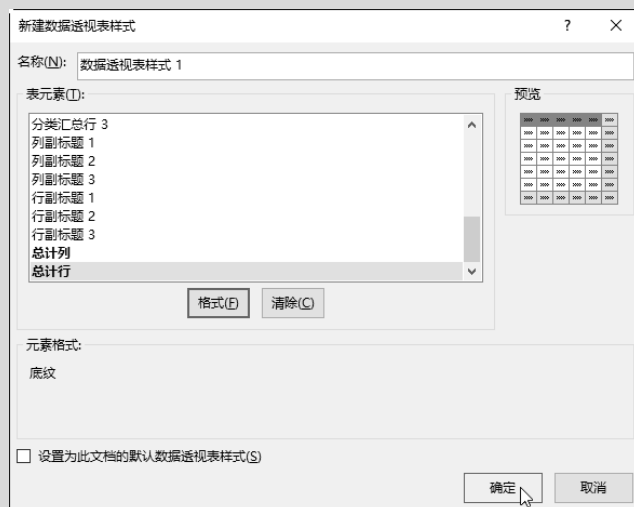 新建数据透视表样式 ?
名称(N): 数据透视表样式 1
表元素(T): 预览
分类汇总行 3
列副标题 1
列副标题 2
列副标题 3
行副标题 1
行副标题 2
行副标题 3
总计列
总计行
格式(F) 清除(C)
元素格式:
底纹
设置为此文档的默认数据透视表样式(S)
确定 取消